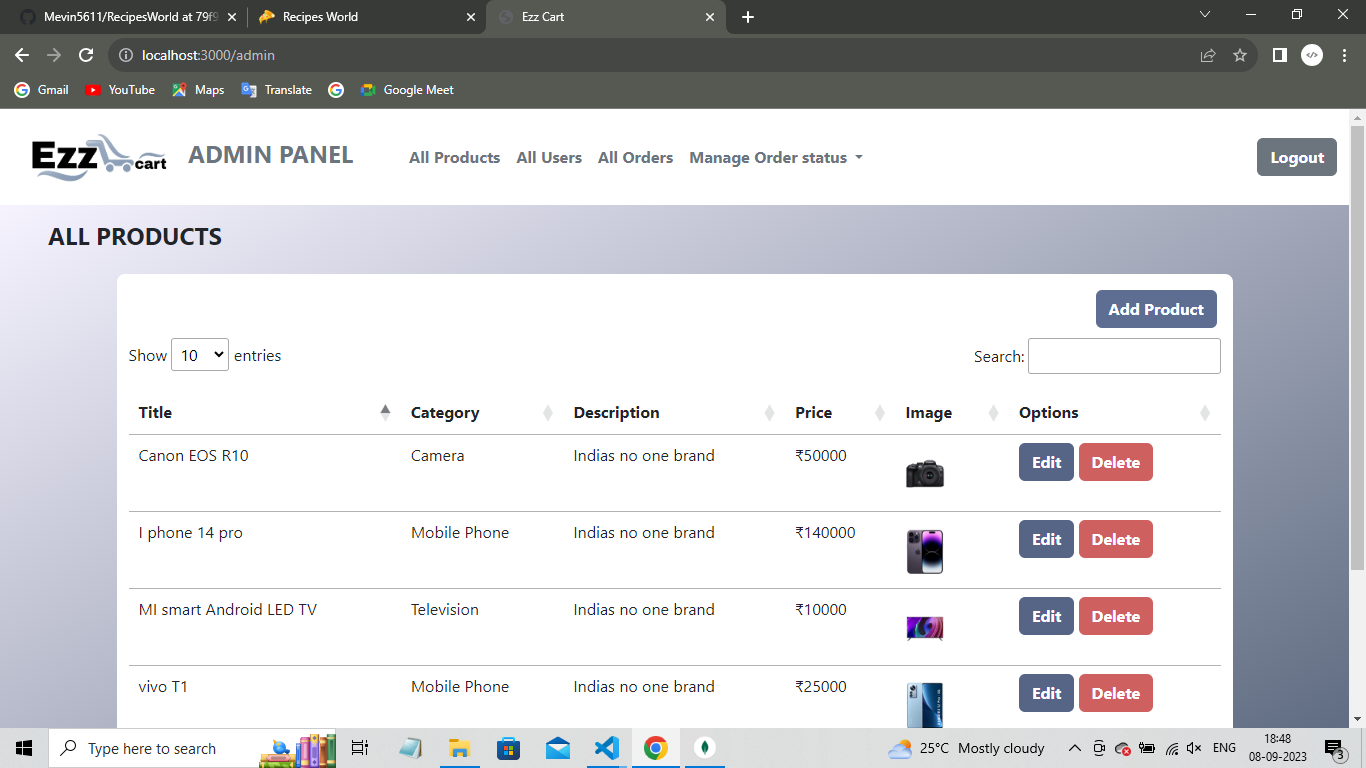 Mevin5611/RecipesWorld at 79f9
Recipes World
Ezz Cart
localhost:3000/admin
Gmail
YouTube
Maps
Translate
Google Meet
Ezz cart
ADMIN PANEL
All Products
All Users
All Orders
Manage Order status
Logout
ALL PRODUCTS
Add Product
Show 10 entries
Search:
Title Category Description Price Image Options
Canon EOS R10 Camera Indias no one brand ₹50000 Edit Delete
I phone 14 pro Mobile Phone Indias no one brand ₹140000 Edit Delete
MI smart Android LED TV Television Indias no one brand ₹10000 Edit Delete
vivo T1 Mobile Phone Indias no one brand ₹25000 Edit Delete
Type here to search
25°C Mostly cloudy
ENG
18:48
08-09-2023
3